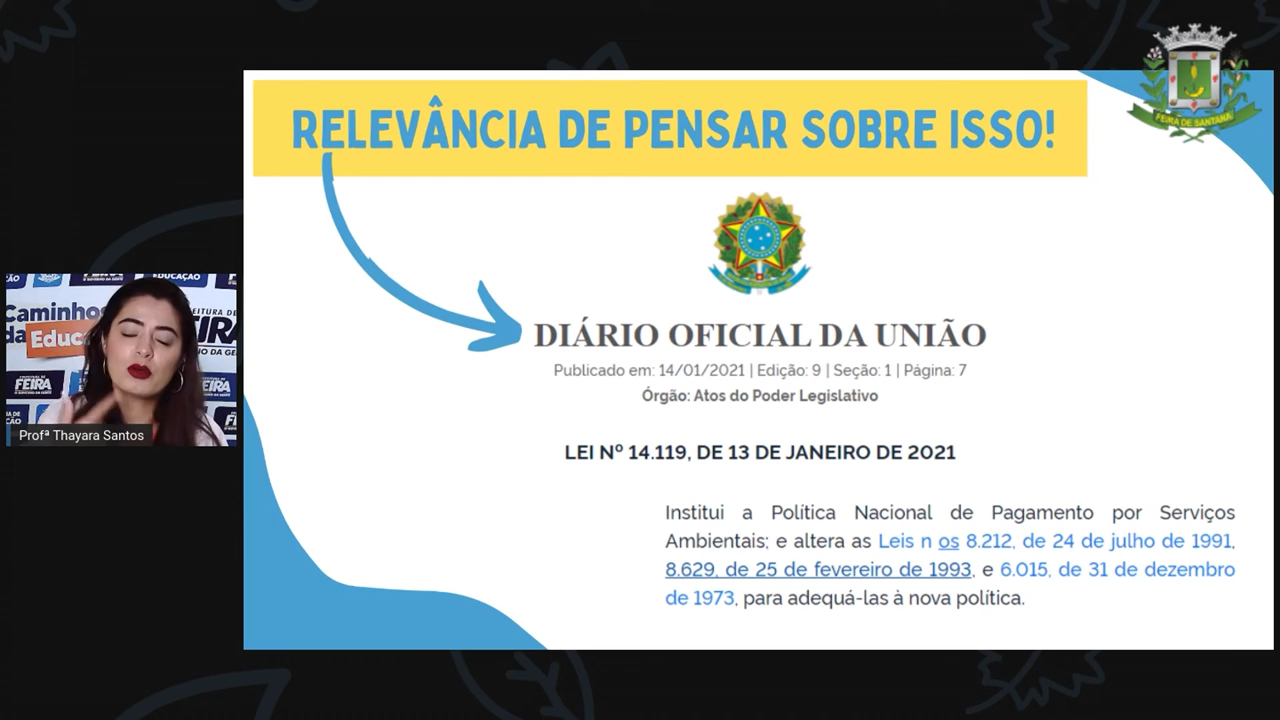 FEIRA DE SANTANA
RELEVÂNCIA DE PENSAR SOBRE ISSO!
DIÁRIO OFICIAL DA UNIÃO
Publicado em: 14/01/2021 | Edição: 9 | Seção: 1 | Página: 7
Órgão: Atos do Poder Legislativo
LEI Nº 14.119, DE 13 DE JANEIRO DE 2021
Institui a Política Nacional de Pagamento por Serviços
Ambientais; e altera as Leis n os 8.212, de 24 de julho de 1991,
8.629, de 25 de fevereiro de 1993, e 6.015, de 31 de dezembro
de 1973, para adequá-las à nova política.
EDUCAÇÃO
Caminhos
da Educ
FEIRA
FEIRA
Profª Thayara Santos